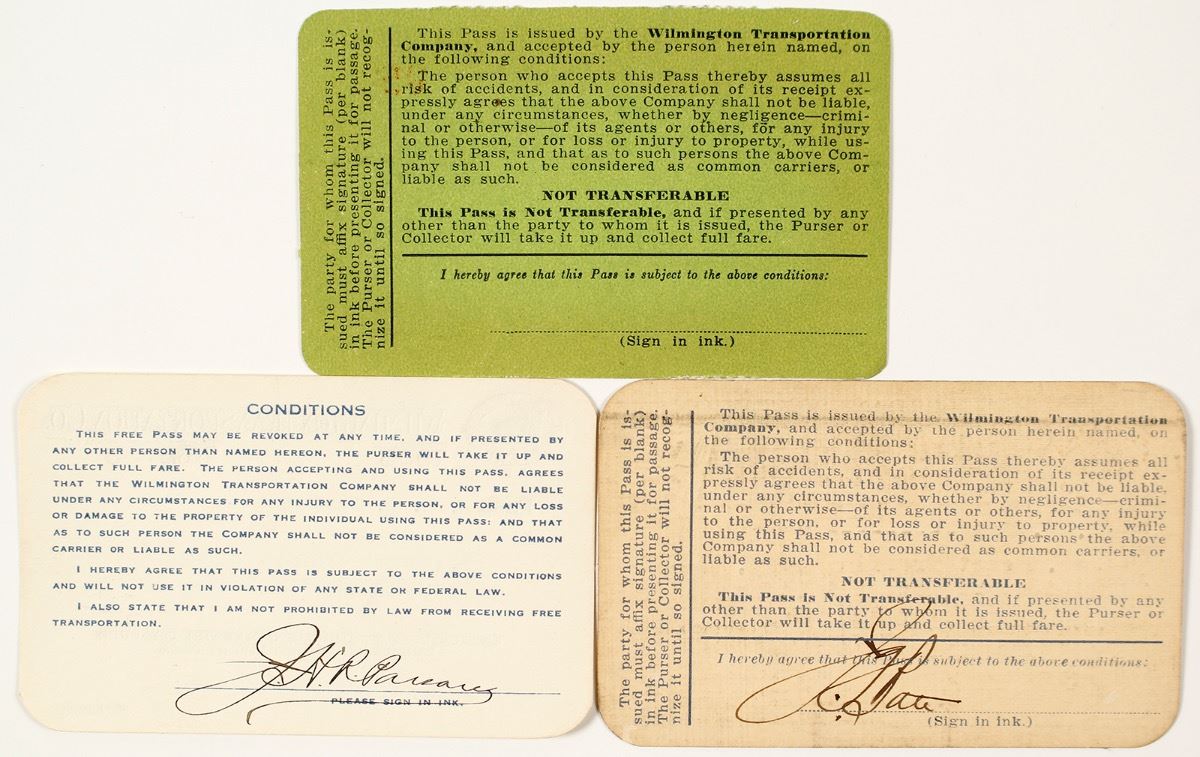 The party for whom this Pass is is-
sued must affix signature (per blank)
in ink before presenting it for passage.
The Purser or Collector will not recog-
nize it until so signed.
This Pass is issued by the Wilmington Transportation
Company, and accepted by the person herein named, on
the following conditions:
The person who accepts this Pass thereby assumes all
risk of accidents, and in consideration of its receipt ex-
pressly agrees that the above Company shall not be liable,
under any circumstances, whether by negligence—crimi-
nal or otherwise—of its agents or others, for any injury
to the person, or for loss or injury to property, while us-
ing this Pass, and that as to such persons the above Com-
pany shall not be considered as common carriers, or
liable as such.
NOT TRANSFERABLE
This Pass is Not Transferable, and if presented by any
other than the party to whom it is issued, the Purser or
Collector will take it up and collect full fare.
I hereby agree that this Pass is subject to the above conditions:
(Sign in ink.)
CONDITIONS
THIS FREE PASS MAY BE REVOKED AT ANY TIME, AND IF PRESENTED BY
ANY OTHER PERSON THAN NAMED HEREON, THE PURSER WILL TAKE IT UP AND
COLLECT FULL FARE. THE PERSON ACCEPTING AND USING THIS PASS, AGREES
THAT THE WILMINGTON TRANSPORTATION COMPANY SHALL NOT BE LIABLE
UNDER ANY CIRCUMSTANCES FOR ANY INJURY TO THE PERSON, OR FOR ANY LOSS
OR DAMAGE TO THE PROPERTY OF THE INDIVIDUAL USING THIS PASS: AND THAT
AS TO SUCH PERSON THE COMPANY SHALL NOT BE CONSIDERED AS A COMMON
CARRIER OR LIABLE AS SUCH.
I HEREBY AGREE THAT THIS PASS IS SUBJECT TO THE ABOVE CONDITIONS
AND WILL NOT USE IT IN VIOLATION OF ANY STATE OR FEDERAL LAW.
I ALSO STATE THAT I AM NOT PROHIBITED BY LAW FROM RECEIVING FREE
TRANSPORTATION.
J.H.R. Parsons
PLEASE SIGN IN INK.
The party for whom this Pass is is-
sued must affix signature (per blank)
in ink before presenting it for passage.
The Purser or Collector will not recog-
nize it until so signed.
This Pass is issued by the Wilmington Transportation
Company, and accepted by the person herein named, on
the following conditions:
The person who accepts this Pass thereby assumes all
risk of accidents, and in consideration of its receipt ex-
pressly agrees that the above Company shall not be liable,
under any circumstances, whether by negligence—crimi-
nal or otherwise—of its agents or others, for any injury
to the person, or for loss or injury to property, while
using this Pass, and that as to such persons the above
Company shall not be considered as common carriers, or
liable as such.
NOT TRANSFERABLE
This Pass is Not Transferable, and if presented by any
other than the party to whom it is issued, the Purser or
Collector will take it up and collect full fare.
I hereby agree that this Pass is subject to the above conditions:
(Sign in ink.)